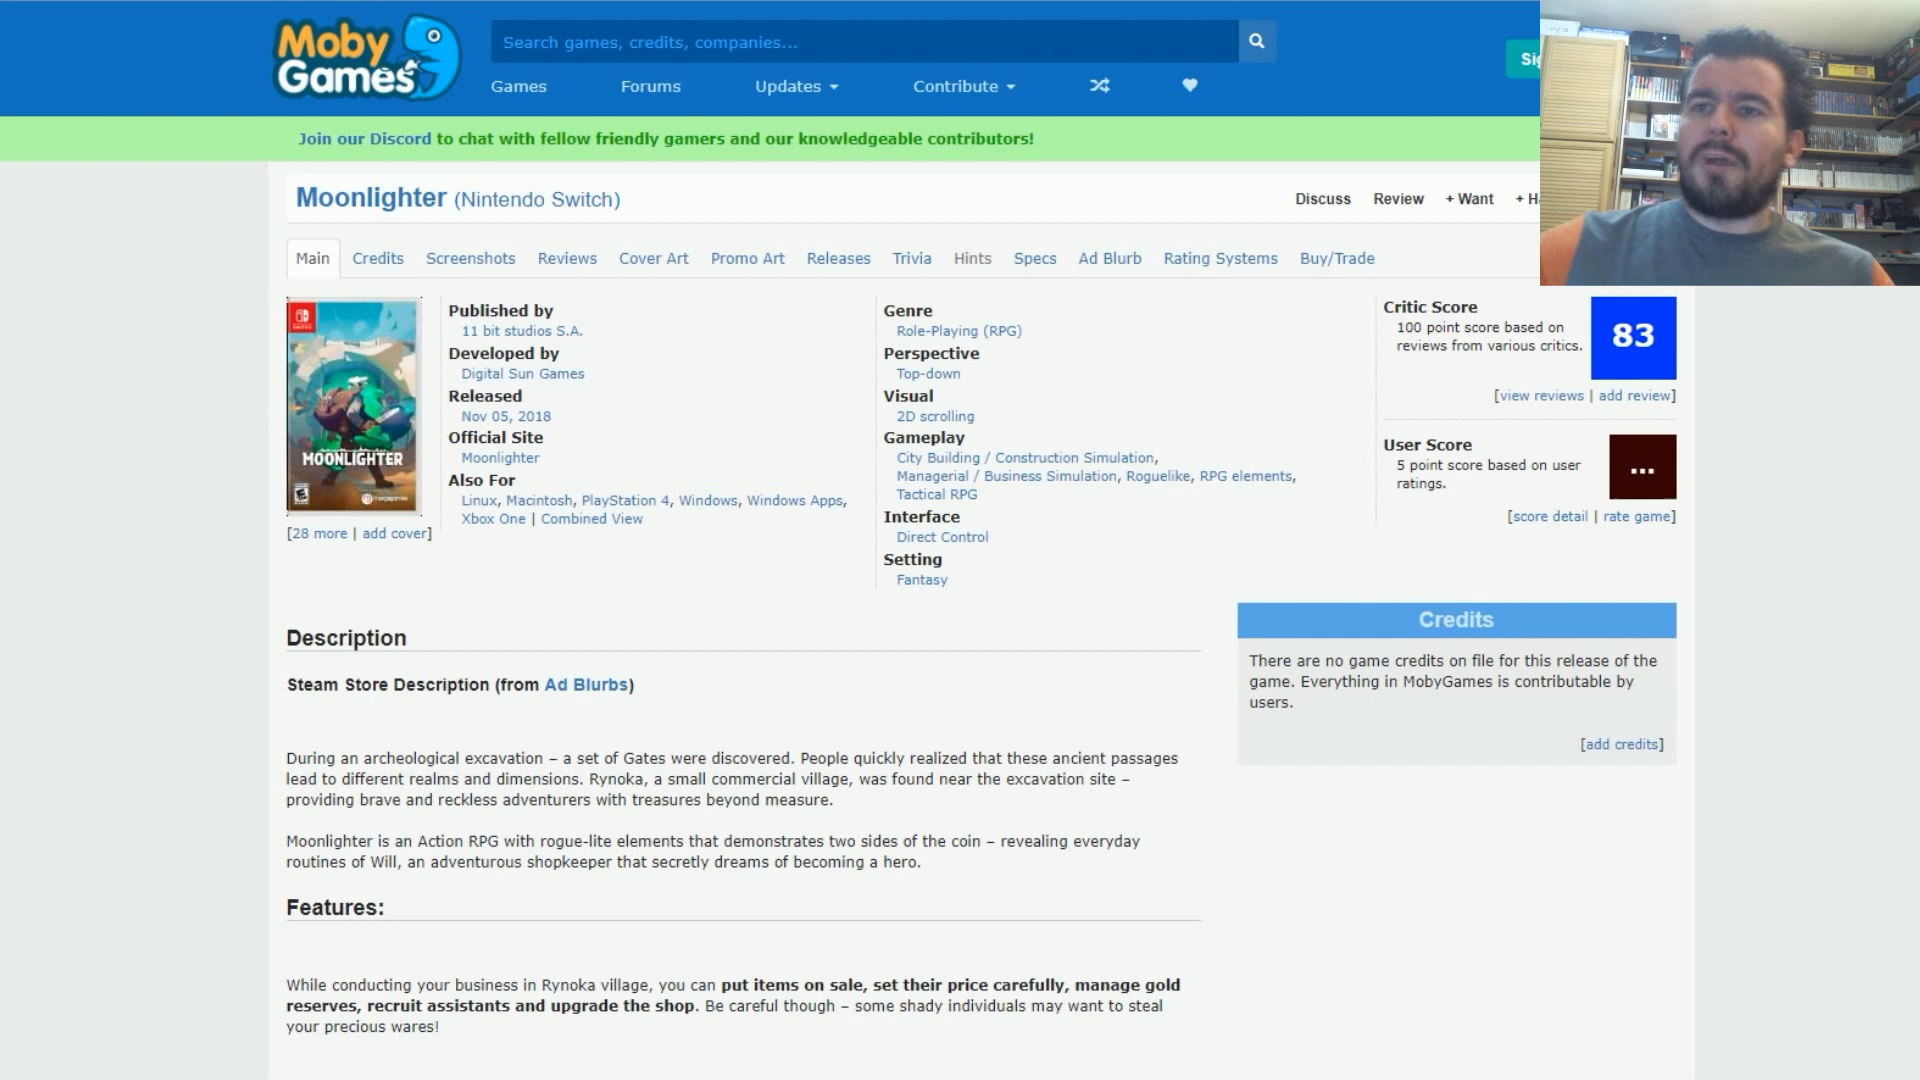 Moby
Games
Search games, credits, companies...
Games Forums Updates Contribute
Join our Discord to chat with fellow friendly gamers and our knowledgeable contributors!
Moonlighter (Nintendo Switch)
Discuss Review + Want
Main Credits Screenshots Reviews Cover Art Promo Art Releases Trivia Hints Specs Ad Blurb Rating Systems Buy/Trade
MOONLIGHTER
[28 more | add cover]
Published by
11 bit studios S.A.
Developed by
Digital Sun Games
Released
Nov 05, 2018
Official Site
Moonlighter
Also For
Linux, Macintosh, PlayStation 4, Windows, Windows Apps,
Xbox One | Combined View
Genre
Role-Playing (RPG)
Perspective
Top-down
Visual
2D scrolling
Gameplay
City Building / Construction Simulation,
Managerial / Business Simulation, Roguelike, RPG elements,
Tactical RPG
Interface
Direct Control
Setting
Fantasy
Critic Score
100 point score based on
reviews from various critics.
83
[view reviews | add review]
User Score
5 point score based on user
ratings.
...
[score detail | rate game]
Description
Steam Store Description (from Ad Blurbs)
During an archeological excavation – a set of Gates were discovered. People quickly realized that these ancient passages
lead to different realms and dimensions. Rynoka, a small commercial village, was found near the excavation site –
providing brave and reckless adventurers with treasures beyond measure.
Moonlighter is an Action RPG with rogue-lite elements that demonstrates two sides of the coin – revealing everyday
routines of Will, an adventurous shopkeeper that secretly dreams of becoming a hero.
Features:
While conducting your business in Rynoka village, you can put items on sale, set their price carefully, manage gold
reserves, recruit assistants and upgrade the shop. Be careful though – some shady individuals may want to steal
your precious wares!
Credits
There are no game credits on file for this release of the
game. Everything in MobyGames is contributable by
users.
[add credits]